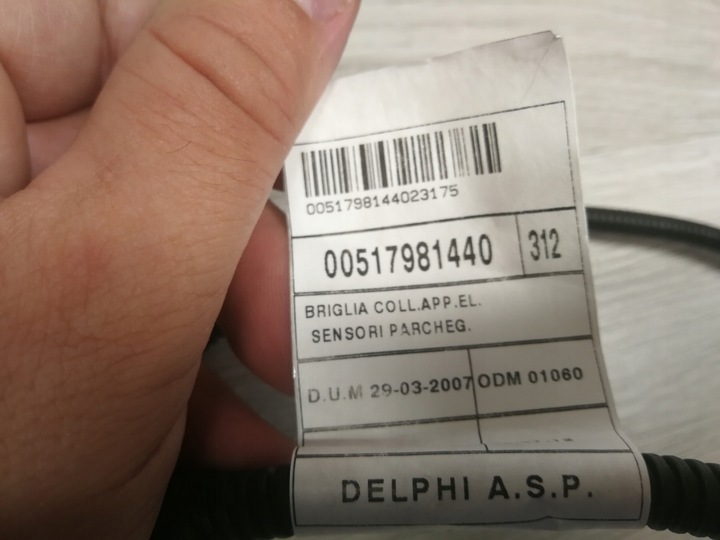 0051798144023175
00517981440 312
BRIGLIA COLL.APP.EL.
SENSORI PARCHEG.
D.U.M 29-03-2007 ODM 01060
DELPHI A.S.P.